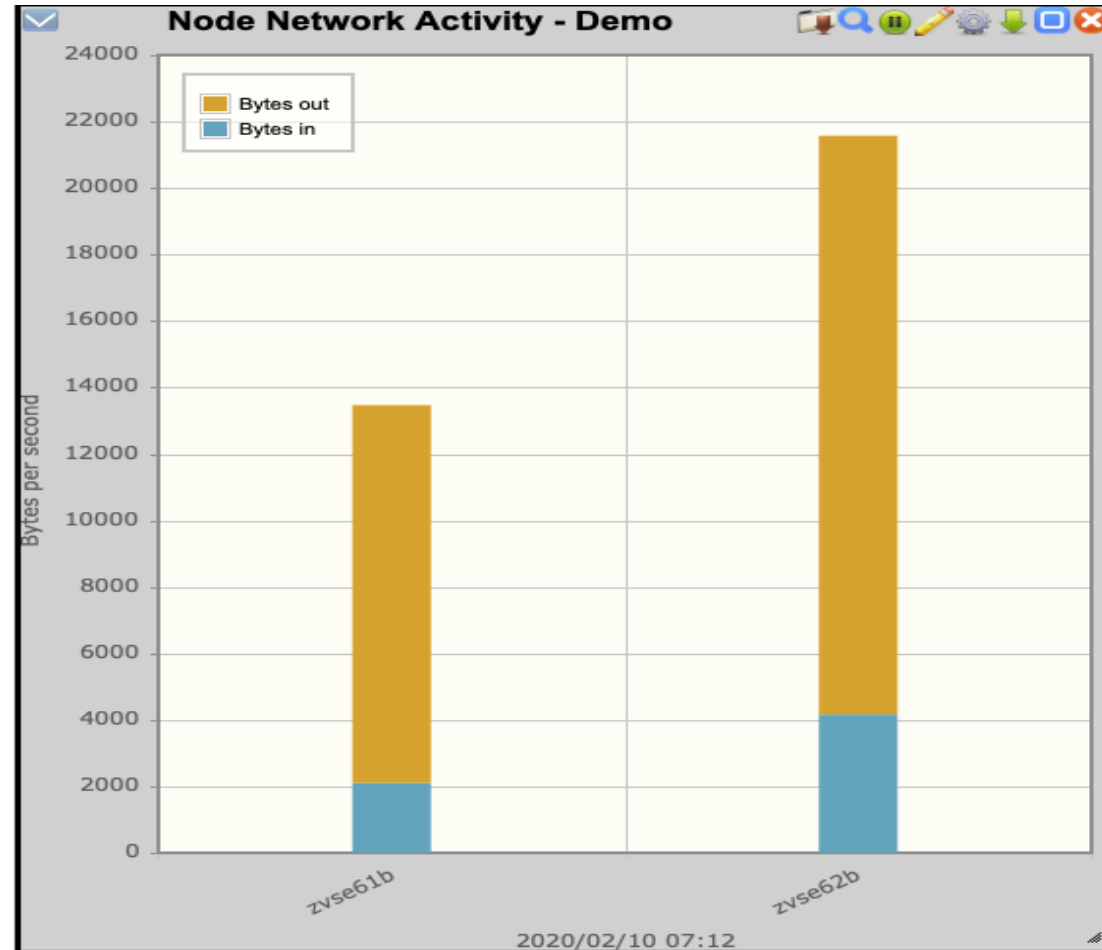 Node Network Activity - Demo
24000
Bytes out
Bytes in
22000
20000
18000
16000
14000
12000
10000
8000
6000
4000
2000
0
Bytes per second
zvse61b
zvse62b
2020/02/10 07:12